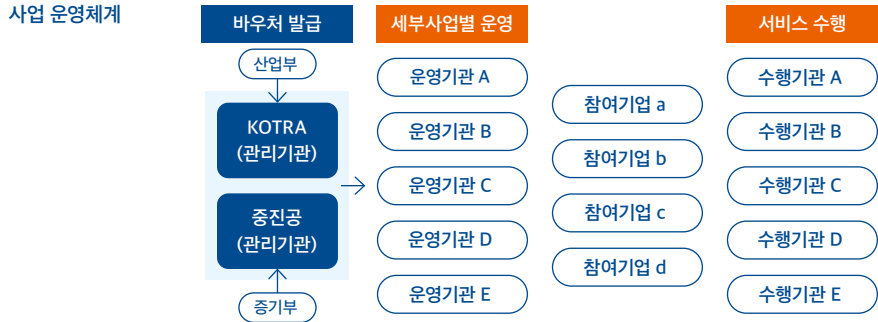 사업 운영체계
바우처 발급
세부사업별 운영
서비스 수행
산업부
KOTRA
(관리기관)
중진공
(관리기관)
증기부
운영기관 A
운영기관 B
운영기관 C
운영기관 D
운영기관 E
참여기업 a
참여기업 b
참여기업 c
참여기업 d
수행기관 A
수행기관 B
수행기관 C
수행기관 D
수행기관 E